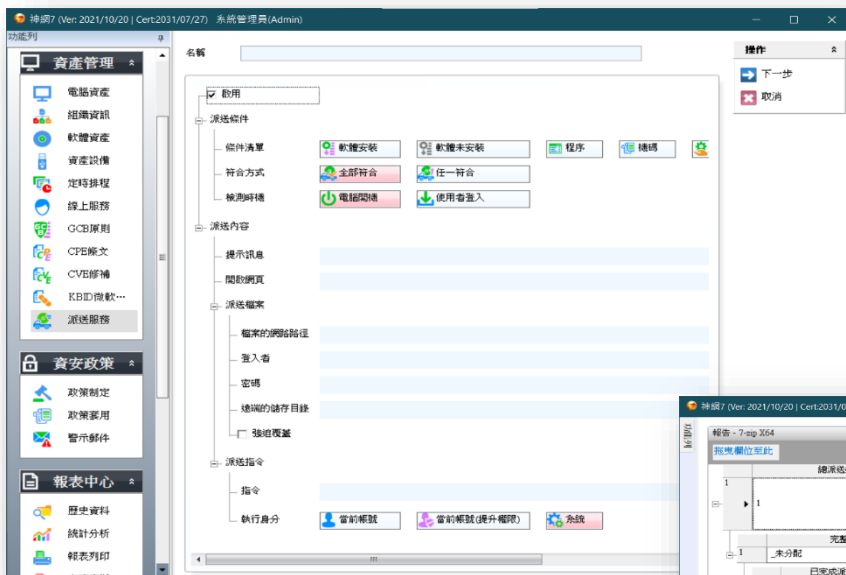 神網7 (Ver: 2021/10/20 | Cert:2031/07/27) 系統管理員(Admin)
功能列
資產管理
電腦資產
組織資訊
軟體資產
資產設備
定時排程
線上服務
GCB原則
CPE條文
CVE修補
KBID微軟…
派送服務
資安政策
政策制定
政策套用
警示郵件
報表中心
歷史資料
統計分析
報表列印
名稱
啟用
派送條件
條件清單 軟體安裝 軟體未安裝 程序 機碼
符合方式 全部符合 任一符合
檢測時機 電腦開機 使用者登入
派送內容
提示訊息
開啟網頁
派送檔案
檔案的網路路徑
登入者
密碼
遠端的儲存目錄
強迫覆蓋
派送指令
指令
執行身分 當前帳號 當前帳號(提升權限) 系統
操作
下一步
取消
神網7 (Ver: 2021/10/20 | Cert:2031/0
功能列
報告 - 7-zip X64
拖曳欄位至此
總派送
1
1
完整
1 _未分配
已完成派